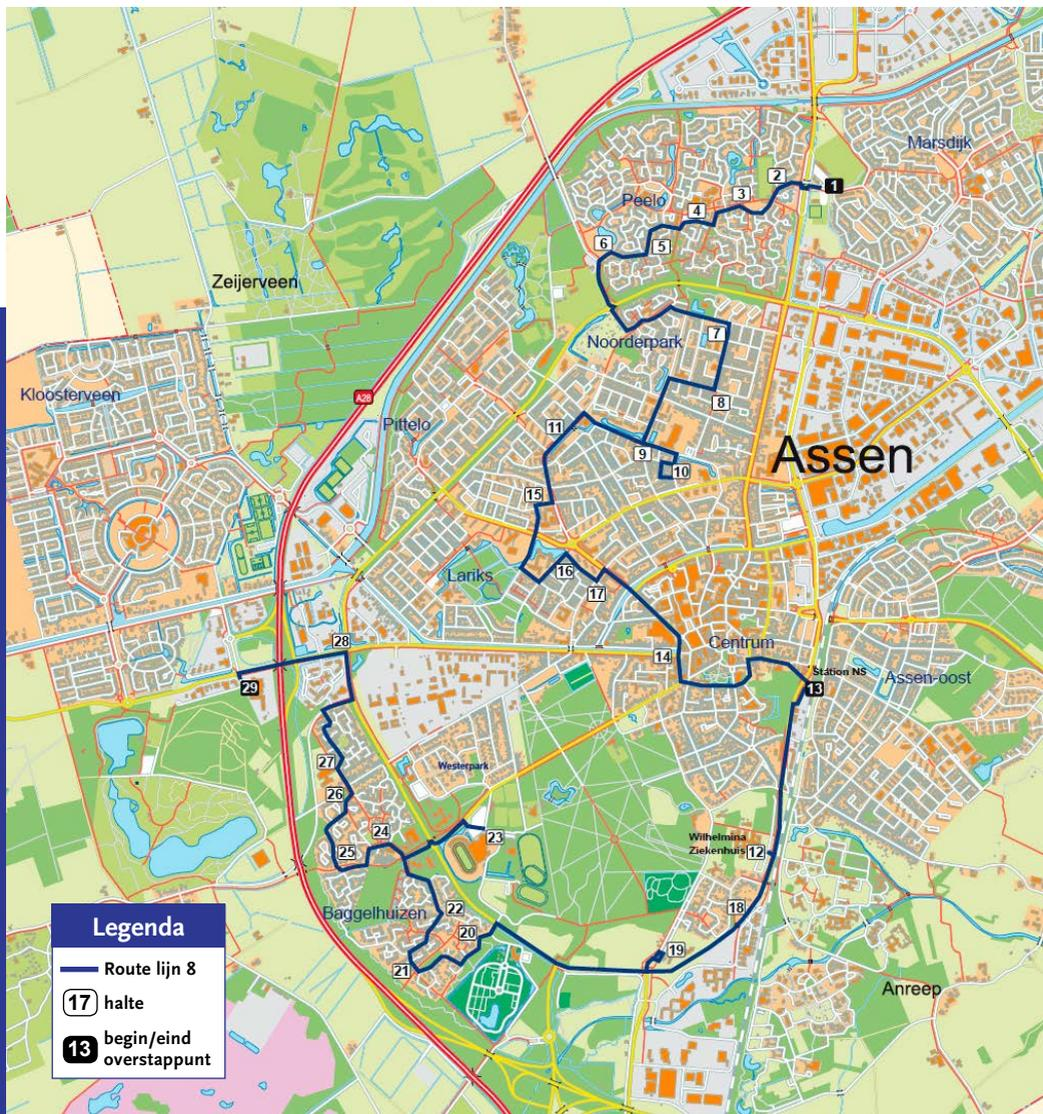 Marsdijk
2
1
3
Peelo
4
6
5
Zeijerveen
7
Noorderpark
Kloosterveen
A28
8
11
Pittelo
9
Assen
10
15
Lariks
16
17
28
14
Centrum
Station NS
29
13
Assen-oost
27
Westerpark
26
24
23
Wilhelmina
Ziekenhuis
12
25
Baggelhuizen
22
18
20
19
21
Anreep
Legenda
Route lijn 8
17 halte
13 begin/eind
overstappunt